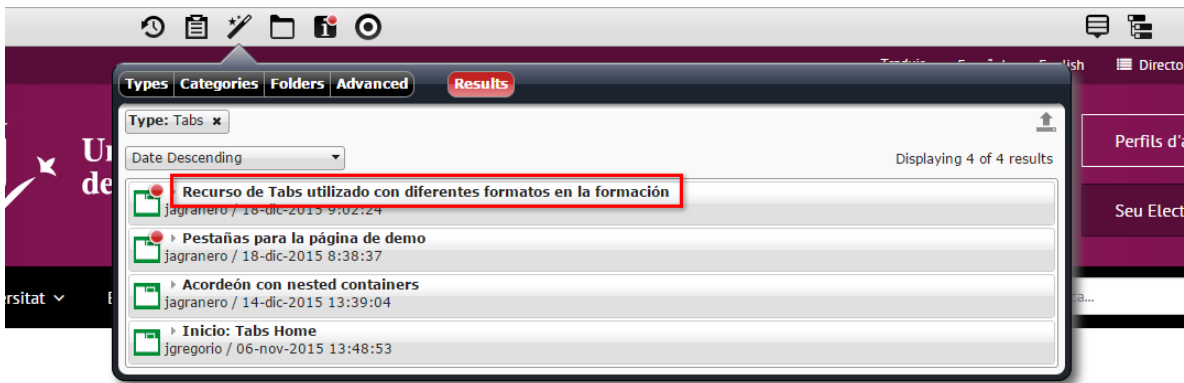 Types Categories Folders Advanced Results
English
Directo
Type: Tabs ×
Perfils d'a
Un
de
Date Descending
Displaying 4 of 4 results
Recurso de Tabs utilizado con diferentes formatos en la formación
jagranero / 18-dic-2015 9:02:24
Seu Elect
Pestañas para la página de demo
jagranero / 18-dic-2015 8:38:37
Acordeón con nested containers
jagranero / 14-dic-2015 13:39:04
ersitat
E
ca...
Inicio: Tabs Home
jgregorio / 06-nov-2015 13:48:53